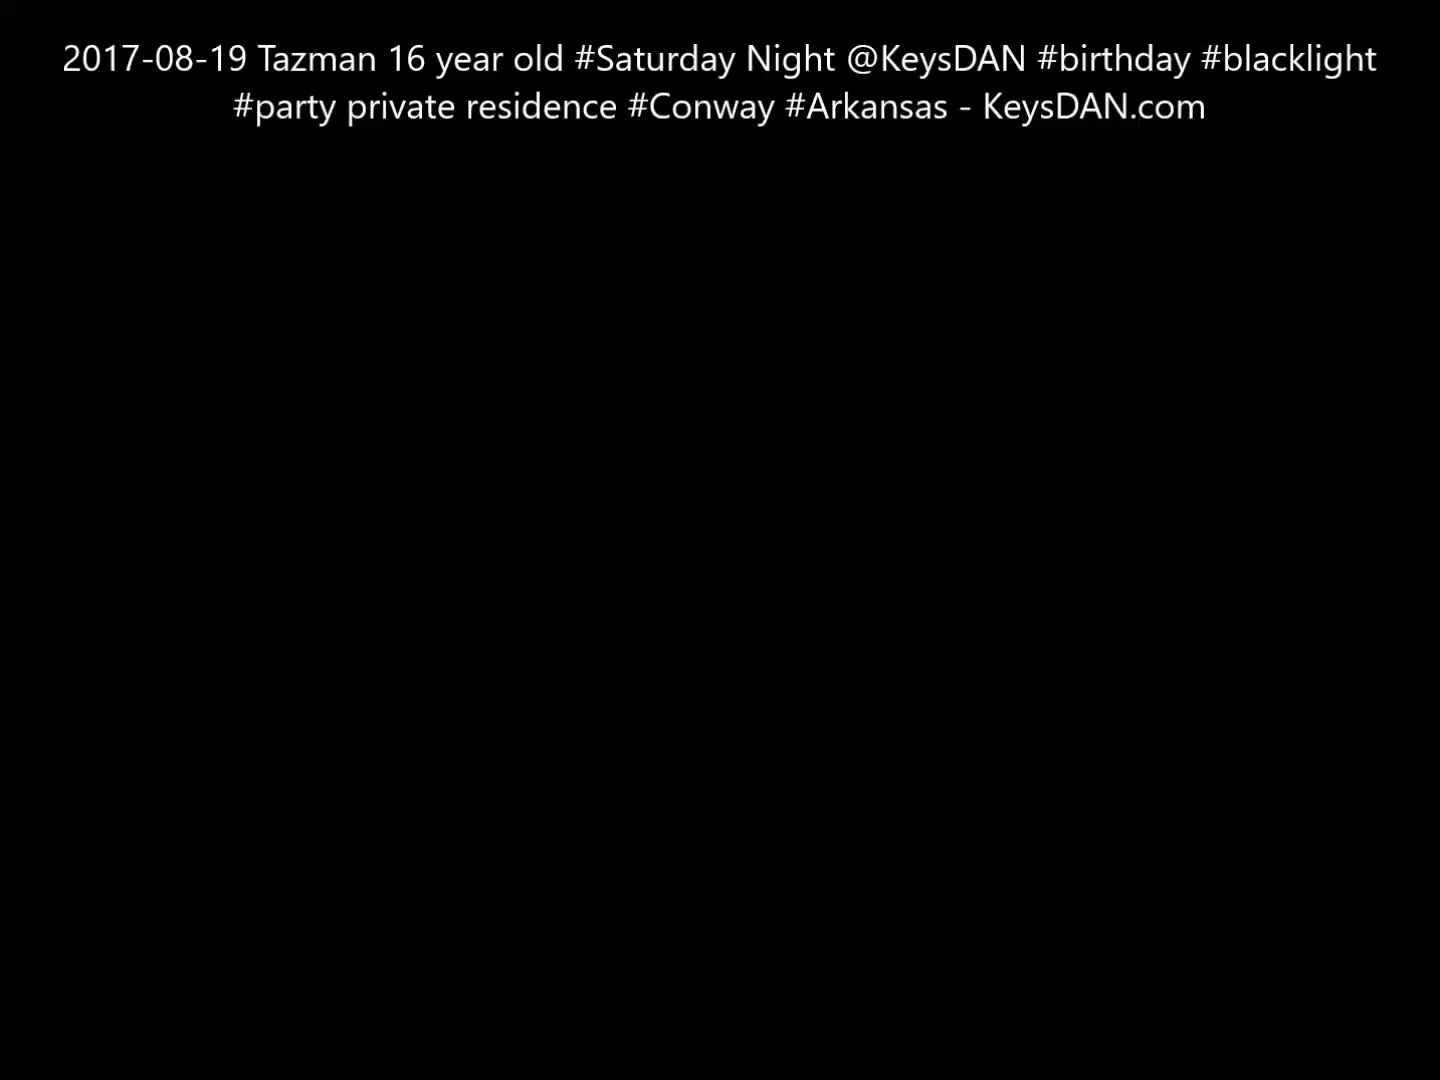 2017-08-19 Tazman 16 year old #Saturday Night @KeysDAN #birthday #blacklight
#party private residence #Conway #Arkansas - KeysDAN.com